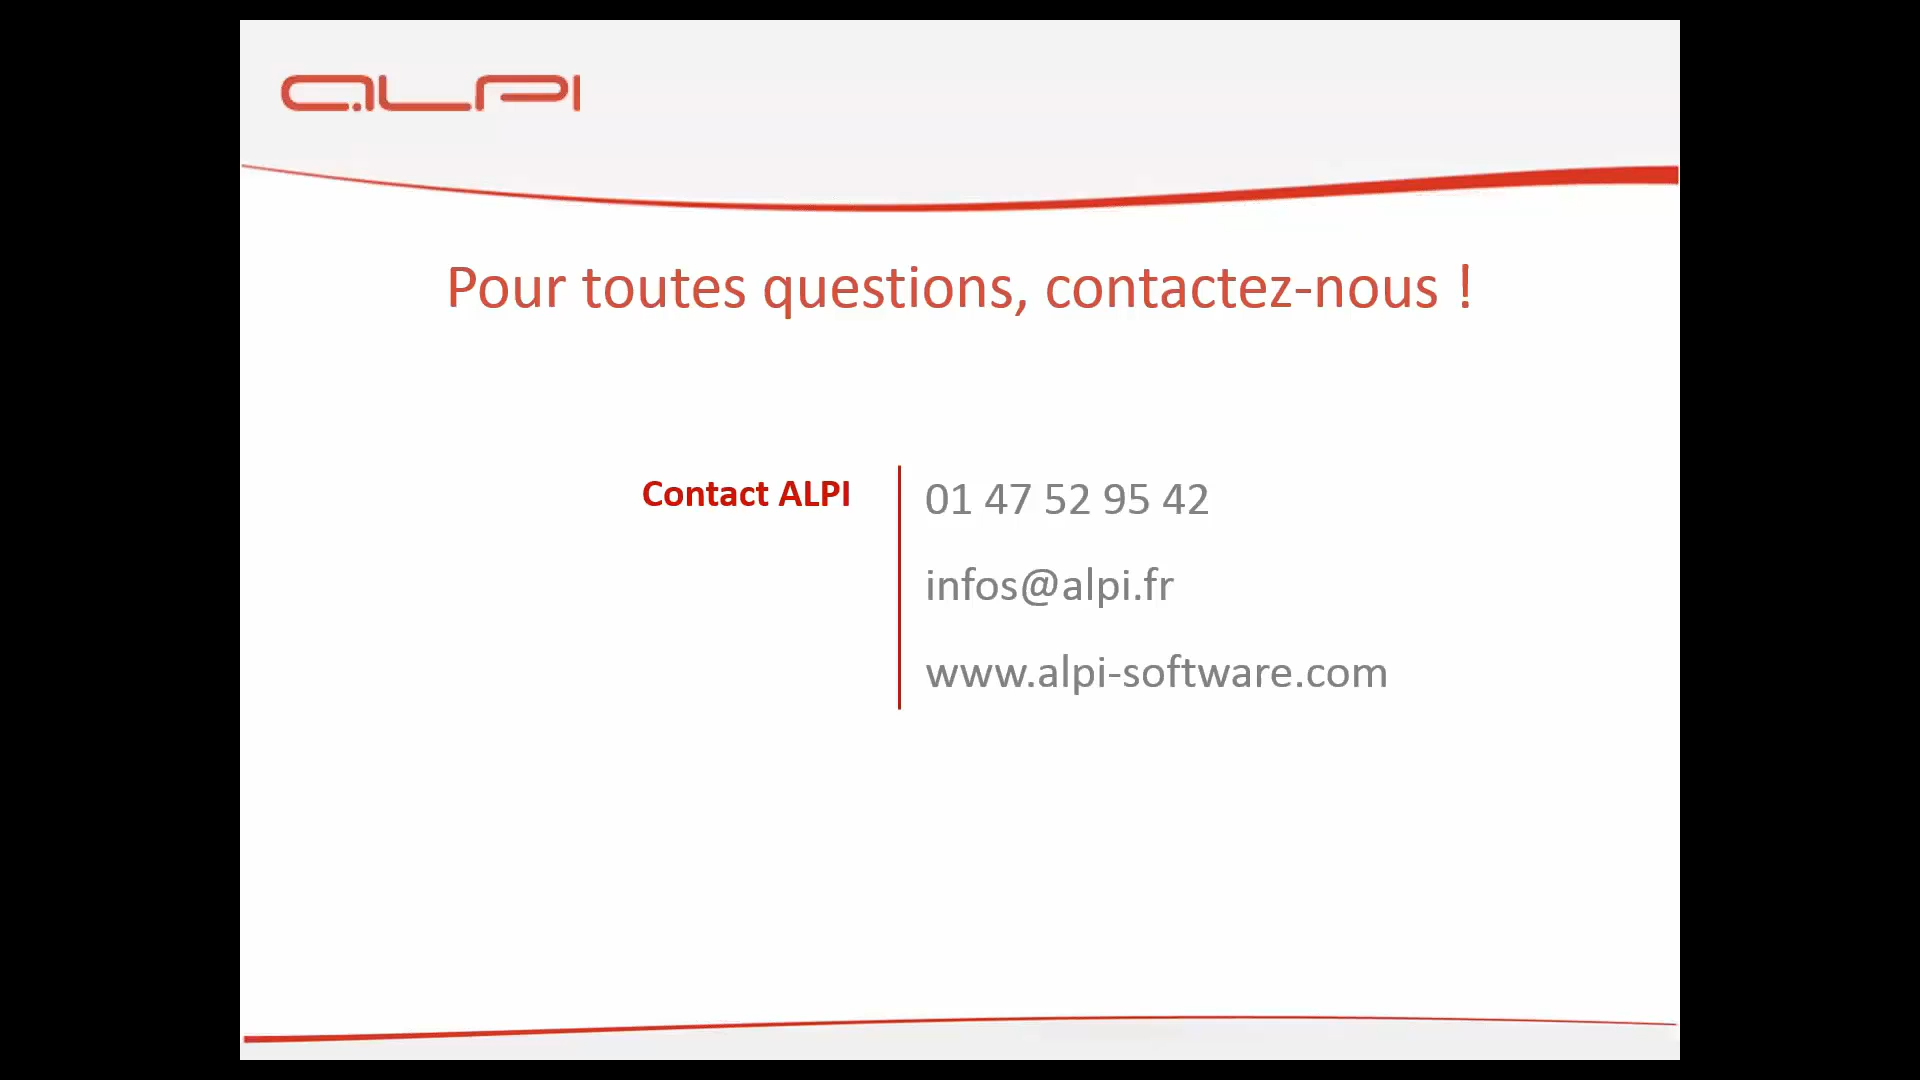 ALPI
Pour toutes questions, contactez-nous !
Contact ALPI
01 47 52 95 42
infos@alpi.fr
www.alpi-software.com